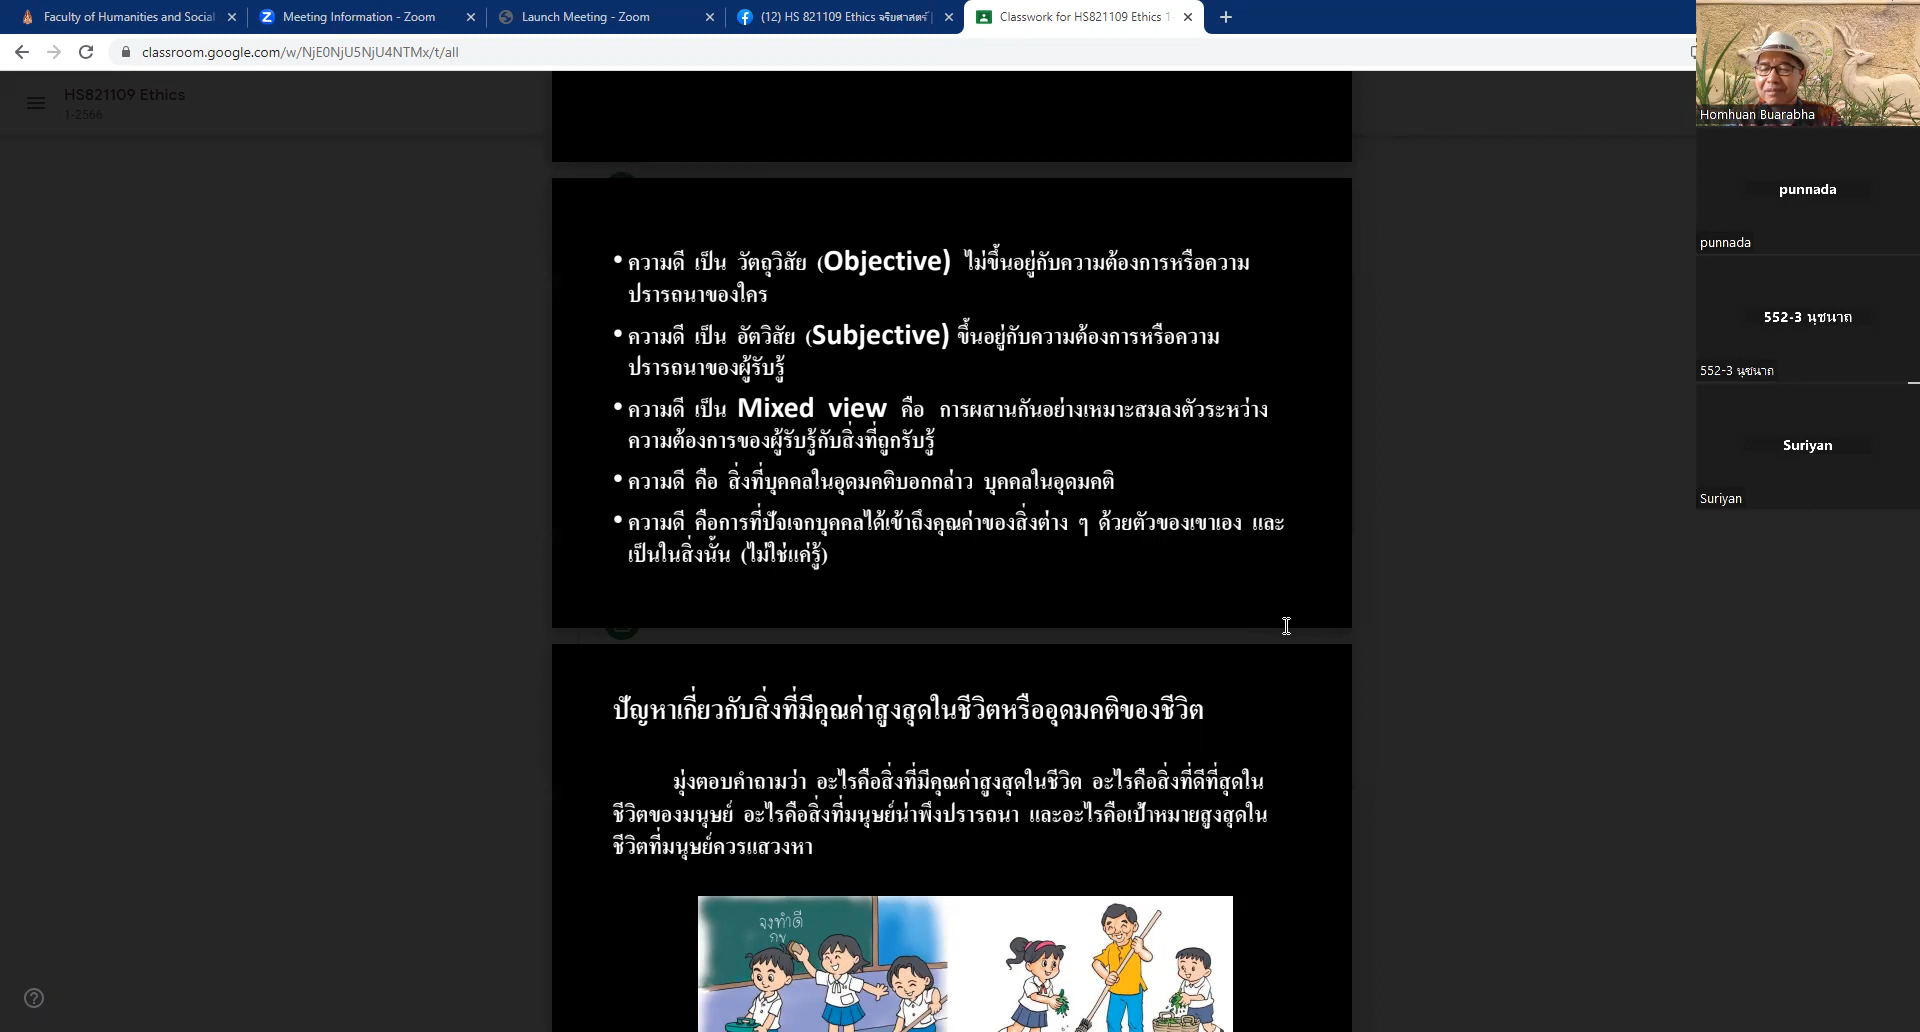 Faculty of Humanities and Social
Meeting Information - Zoom
Launch Meeting - Zoom
(12) HS 821109 Ethics จริยศาสตร์
Classwork for HS821109 Ethics 1
classroom.google.com/w/NjE0NjU5NjU4NTMx/t/all
HS821109 Ethics
1-2566
• ความดี เป็น วัตถุวิสัย (Objective) ไม่ขึ้นอยู่กับความต้องการหรือความ
ปรารถนาของใคร
• ความดี เป็น อัตวิสัย (Subjective) ขึ้นอยู่กับความต้องการหรือความ
ปรารถนาของผู้รับรู้
• ความดี เป็น Mixed view คือ การผสานกันอย่างเหมาะสมลงตัวระหว่าง
ความต้องการของผู้รับรู้กับสิ่งที่ถูกรับรู้
• ความดี คือ สิ่งที่บุคคลในอุดมคติบอกกล่าว บุคคลในอุดมคติ
• ความดี คือการที่ปัจเจกบุคคลได้เข้าถึงคุณค่าของสิ่งต่าง ๆ ด้วยตัวของเขาเอง และ
เป็นในสิ่งนั้น (ไม่ใช่แค่รู้)
ปัญหาเกี่ยวกับสิ่งที่มีคุณค่าสูงสุดในชีวิตหรืออุดมคติของชีวิต
มุ่งตอบคำถามว่า อะไรคือสิ่งที่มีคุณค่าสูงสุดในชีวิต อะไรคือสิ่งที่ดีที่สุดใน
ชีวิตของมนุษย์ อะไรคือสิ่งที่มนุษย์น่าพึงปรารถนา และอะไรคือเป้าหมายสูงสุดใน
ชีวิตที่มนุษย์ควรแสวงหา
จงทำดี
Homhuan Buarabha
punnada
punnada
552-3 นุชนาถ
552-3 นุชนาถ
Suriyan
Suriyan